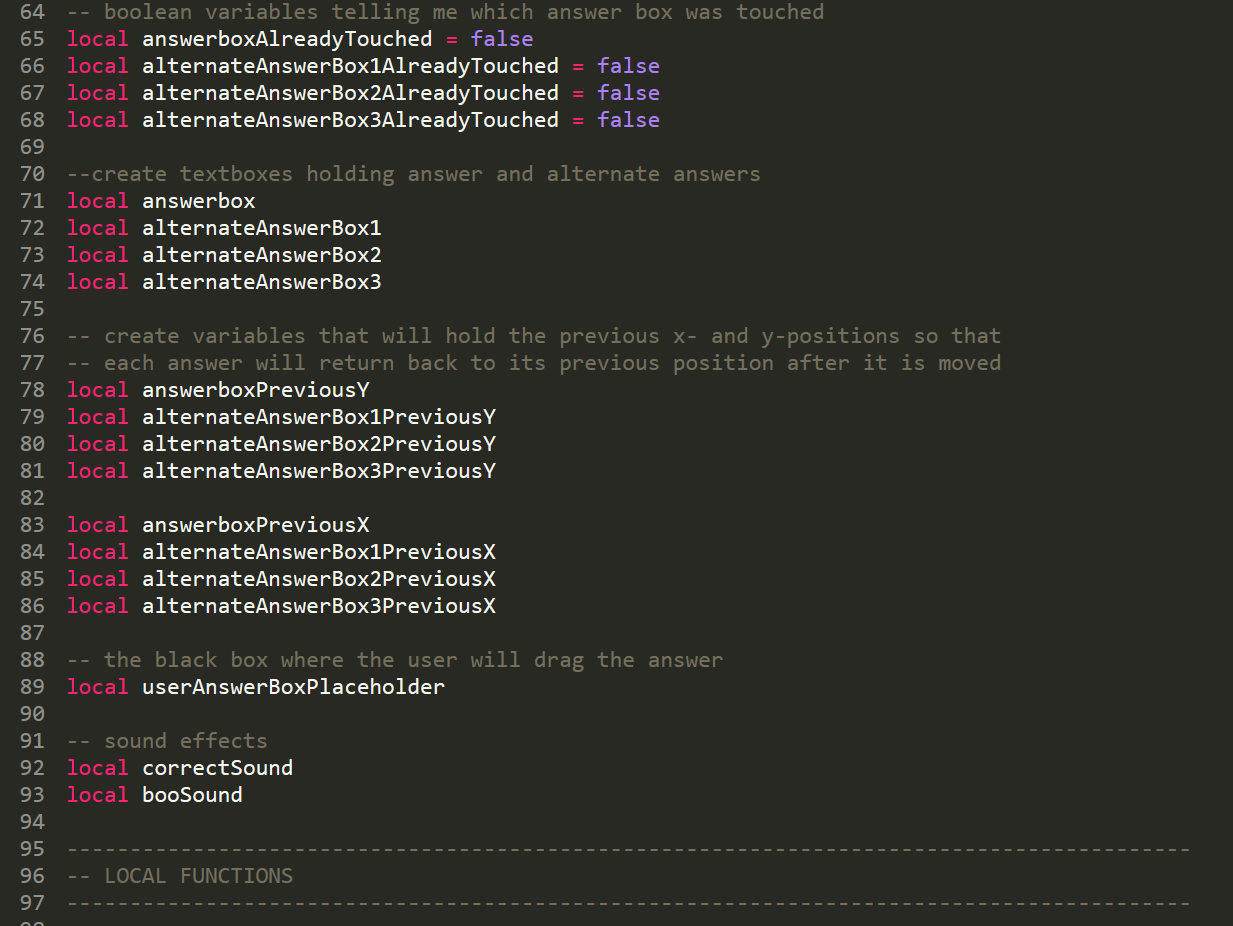 64 -- boolean variables telling me which answer box was touched
65 local answerboxAlreadyTouched = false
66 local alternateAnswerBox1AlreadyTouched = false
67 local alternateAnswerBox2AlreadyTouched = false
68 local alternateAnswerBox3AlreadyTouched = false
69
70 --create textboxes holding answer and alternate answers
71 local answerbox
72 local alternateAnswerBox1
73 local alternateAnswerBox2
74 local alternateAnswerBox3
75
76 -- create variables that will hold the previous x- and y-positions so that
77 -- each answer will return back to its previous position after it is moved
78 local answerboxPreviousY
79 local alternateAnswerBox1PreviousY
80 local alternateAnswerBox2PreviousY
81 local alternateAnswerBox3PreviousY
82
83 local answerboxPreviousX
84 local alternateAnswerBox1PreviousX
85 local alternateAnswerBox2PreviousX
86 local alternateAnswerBox3PreviousX
87
88 -- the black box where the user will drag the answer
89 local userAnswerBoxPlaceholder
90
91 -- sound effects
92 local correctSound
93 local booSound
94
95 -----------------------------------------------------------------------------------------
96 -- LOCAL FUNCTIONS
97 -----------------------------------------------------------------------------------------